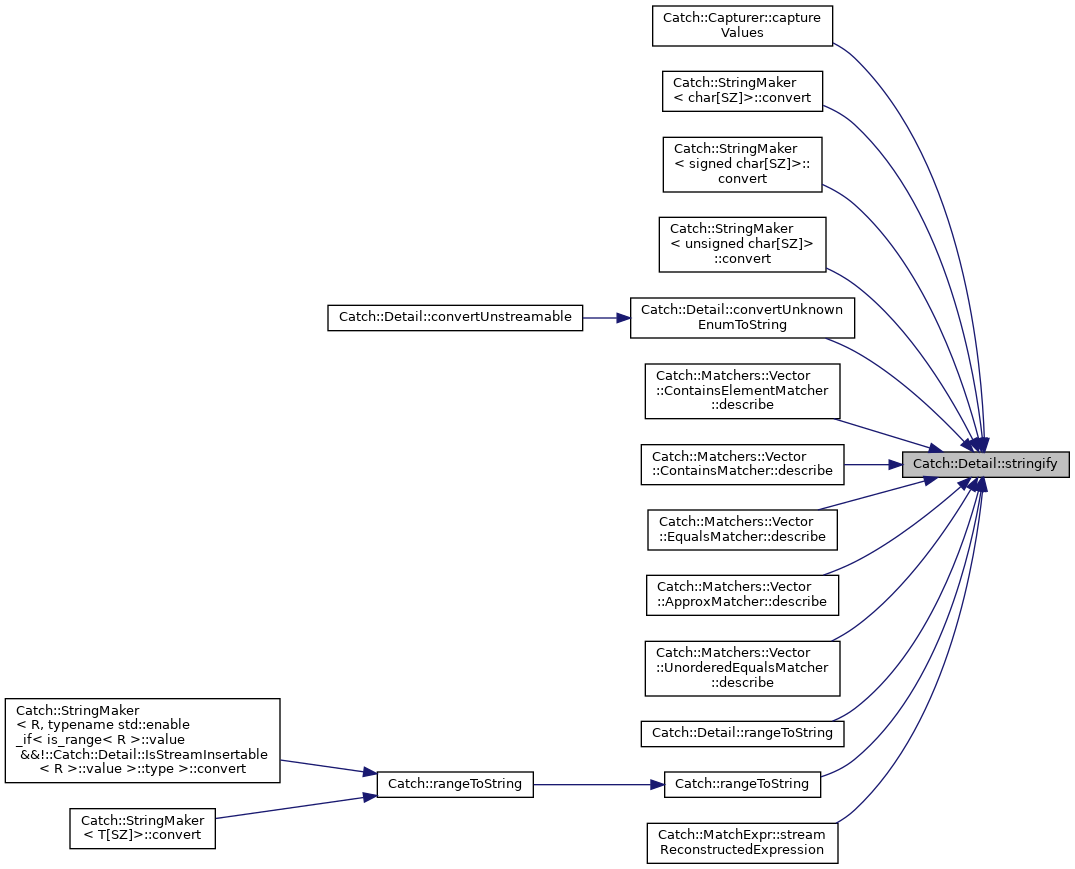 Catch::Capturer::capture
Values
Catch::StringMaker
< char[SZ]>::convert
Catch::StringMaker
< signed char[SZ]>::
convert
Catch::StringMaker
< unsigned char[SZ]>
::convert
Catch::Detail::convertUnstreamable
Catch::Detail::convertUnknown
EnumToString
Catch::Matchers::Vector
::ContainsElementMatcher
::describe
Catch::Detail::stringify
Catch::Matchers::Vector
::ContainsMatcher::describe
Catch::Matchers::Vector
::EqualsMatcher::describe
Catch::Matchers::Vector
::ApproxMatcher::describe
Catch::Matchers::Vector
::UnorderedEqualsMatcher
::describe
Catch::Detail::rangeToString
Catch::StringMaker
< R, typename std::enable
_if< is_range< R >::value
&&!::Catch::Detail::IsStreamInsertable
< R >::value >::type >::convert
Catch::rangeToString
Catch::rangeToString
Catch::StringMaker
< T[SZ]>::convert
Catch::MatchExpr::stream
ReconstructedExpression